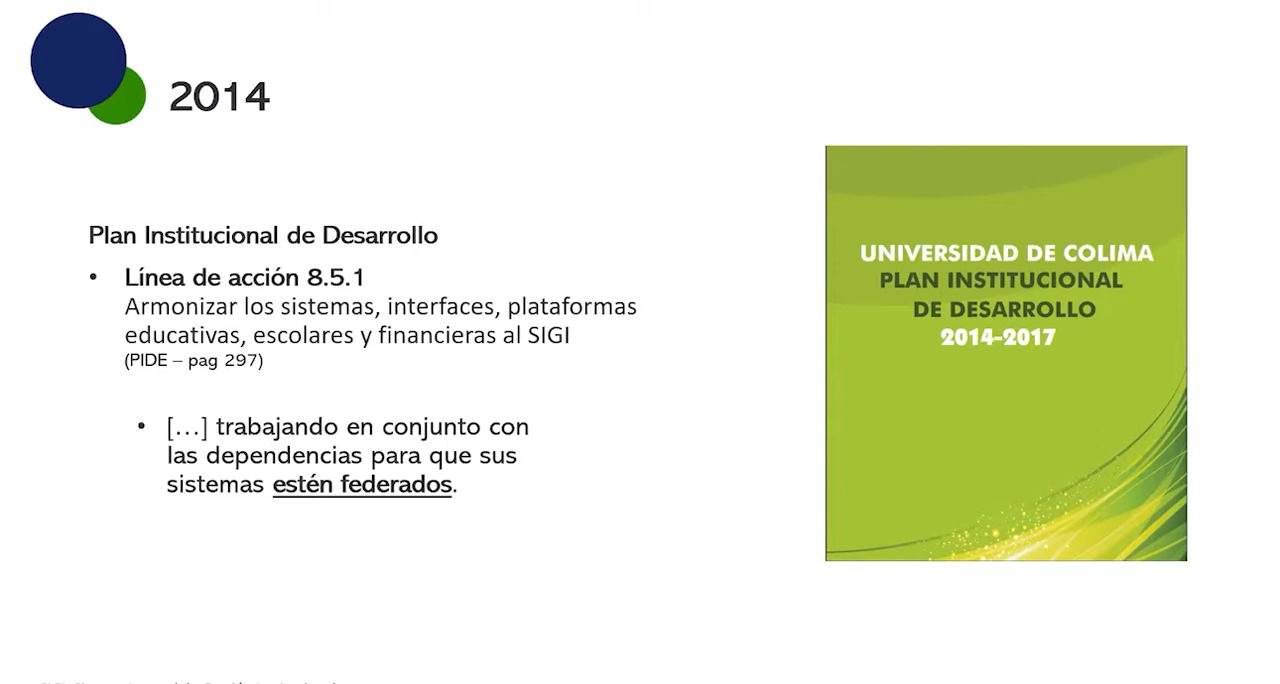 2014
Plan Institucional de Desarrollo
• Línea de acción 8.5.1
Armonizar los sistemas, interfaces, plataformas
educativas, escolares y financieras al SIGI
(PIDE – pag 297)
• [...] trabajando en conjunto con
las dependencias para que sus
sistemas estén federados.
UNIVERSIDAD DE COLIMA
PLAN INSTITUCIONAL
DE DESARROLLO
2014-2017